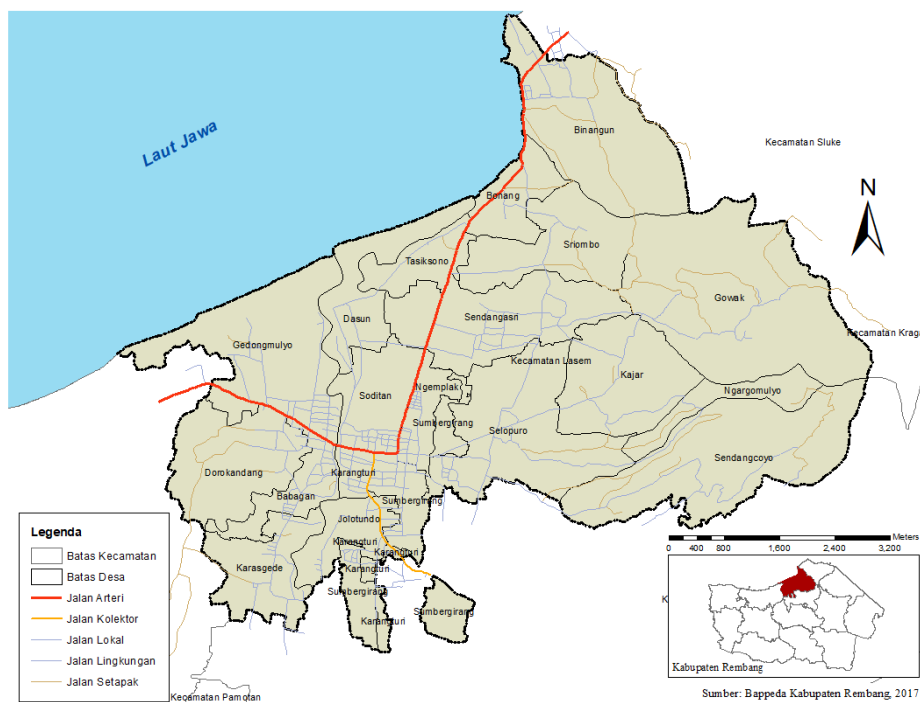 Laut Jawa
Binangun
Kecamatan Sluke
N
Bonang
Sriombo
Tasiksono
Gowak
Dasun
Sendangasri
Kecamatan Kraga
Gedongmulyo
Kecamatan Lasem
Kajar
Ngemplak
Ngargomulyo
Soditan
Sumbergirang
Selopuro
Sendangcoyo
Dorokandang
Karangturi
Babagan
Sumbergirang
Jolotundo
Karangturi
Karangturi
Karasgede
Karangturi
Sumbergirang
Sumbergirang
Karangturi
Kecamatan Pamotan
Legenda
Batas Kecamatan
Batas Desa
Jalan Arteri
Jalan Kolektor
Jalan Lokal
Jalan Lingkungan
Jalan Setapak
Meters
0 400 800 1,600 2,400 3,200
K
Kabupaten Rembang
Sumber: Bappeda Kabupaten Rembang, 2017